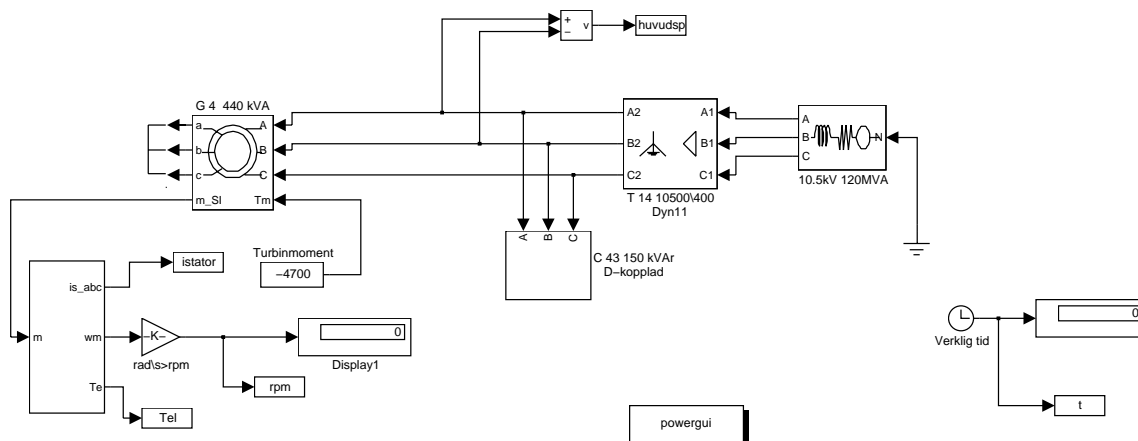 +
−
v
huvudsp
G 4 440 kVA
a
A
b
B
c
C
m_SI
Tm
A2
A1
B2
B1
C2
C1
T 14 10500\400
Dyn11
A
B
C
N
10.5kV 120MVA
A
B
C
C 43 150 kVAr
D−kopplad
Turbinmoment
−4700
istator
is_abc
m
wm
Te
−K−
rad\s>rpm
0
Display1
rpm
Tel
powergui
Verklig tid
0
t